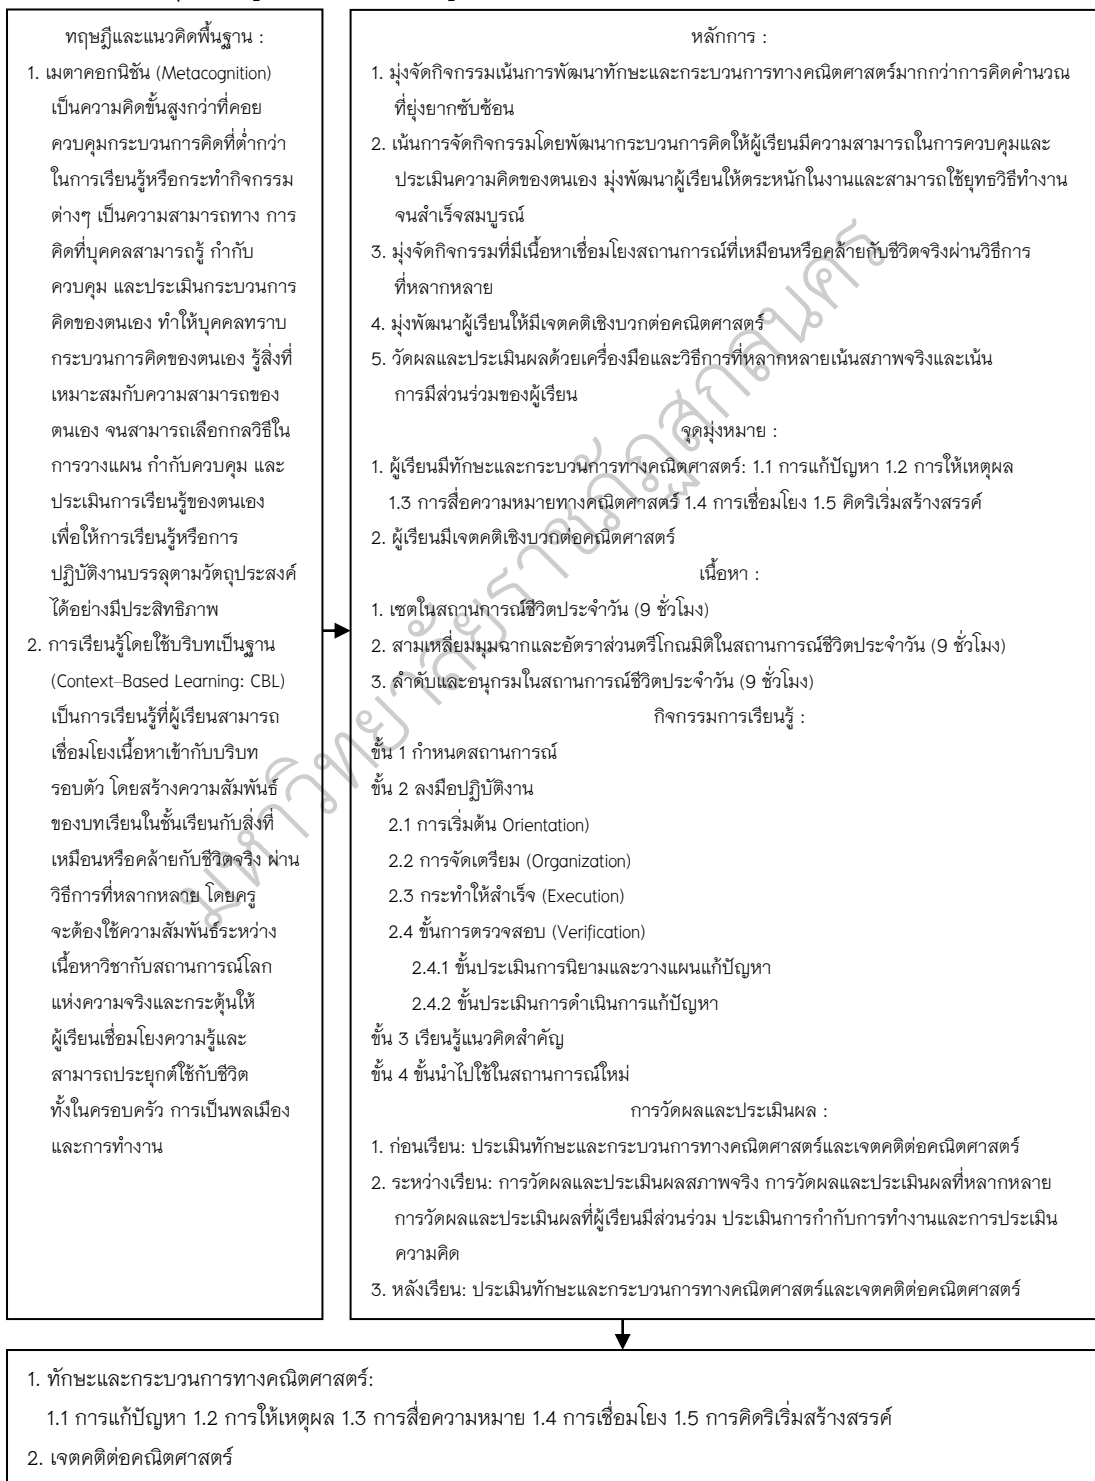 ทฤษฎีและแนวคิดพื้นฐาน :
1. เมตาคอกนิชัน (Metacognition)
เป็นความคิดขั้นสูงกว่าที่คอย
ควบคุมกระบวนการคิดที่ต่ำกว่า
ในการเรียนรู้หรือกระทำกิจกรรม
ต่างๆ เป็นความสามารถทาง การ
คิดที่บุคคลสามารถรู้ กำกับ
ควบคุม และประเมินกระบวนการ
คิดของตนเอง ทำให้บุคคลทราบ
กระบวนการคิดของตนเอง รู้สิ่งที่
เหมาะสมกับความสามารถของ
ตนเอง จนสามารถเลือกกลวิธีใน
การวางแผน กำกับควบคุม และ
ประเมินการเรียนรู้ของตนเอง
เพื่อให้การเรียนรู้หรือการ
ปฏิบัติงานบรรลุตามวัตถุประสงค์
ได้อย่างมีประสิทธิภาพ
2. การเรียนรู้โดยใช้บริบทเป็นฐาน
(Context–Based Learning: CBL)
เป็นการเรียนรู้ที่ผู้เรียนสามารถ
เชื่อมโยงเนื้อหาเข้ากับบริบท
รอบตัว โดยสร้างความสัมพันธ์
ของบทเรียนในชั้นเรียนกับสิ่งที่
เหมือนหรือคล้ายกับชีวิตจริง ผ่าน
วิธีการที่หลากหลาย โดยครู
จะต้องใช้ความสัมพันธ์ระหว่าง
เนื้อหาวิชากับสถานการณ์โลก
แห่งความจริงและกระตุ้นให้
ผู้เรียนเชื่อมโยงความรู้และ
สามารถประยุกต์ใช้กับชีวิต
ทั้งในครอบครัว การเป็นพลเมือง
และการทำงาน
หลักการ :
1. มุ่งจัดกิจกรรมเน้นการพัฒนาทักษะและกระบวนการทางคณิตศาสตร์มากกว่าการคิดคำนวณ
ที่ยุ่งยากซับซ้อน
2. เน้นการจัดกิจกรรมโดยพัฒนากระบวนการคิดให้ผู้เรียนมีความสามารถในการควบคุมและ
ประเมินความคิดของตนเอง มุ่งพัฒนาผู้เรียนให้ตระหนักในงานและสามารถใช้ยุทธวิธีทำงาน
จนสำเร็จสมบูรณ์
3. มุ่งจัดกิจกรรมที่มีเนื้อหาเชื่อมโยงสถานการณ์ที่เหมือนหรือคล้ายกับชีวิตจริงผ่านวิธีการ
ที่หลากหลาย
4. มุ่งพัฒนาผู้เรียนให้มีเจตคติเชิงบวกต่อคณิตศาสตร์
5. วัดผลและประเมินผลด้วยเครื่องมือและวิธีการที่หลากหลายเน้นสภาพจริงและเน้น
การมีส่วนร่วมของผู้เรียน
จุดมุ่งหมาย :
1. ผู้เรียนมีทักษะและกระบวนการทางคณิตศาสตร์: 1.1 การแก้ปัญหา 1.2 การให้เหตุผล
1.3 การสื่อความหมายทางคณิตศาสตร์ 1.4 การเชื่อมโยง 1.5 คิดริเริ่มสร้างสรรค์
2. ผู้เรียนมีเจตคติเชิงบวกต่อคณิตศาสตร์
เนื้อหา :
1. เซตในสถานการณ์ชีวิตประจำวัน (9 ชั่วโมง)
2. สามเหลี่ยมมุมฉากและอัตราส่วนตรีโกณมิติในสถานการณ์ชีวิตประจำวัน (9 ชั่วโมง)
3. ลำดับและอนุกรมในสถานการณ์ชีวิตประจำวัน (9 ชั่วโมง)
กิจกรรมการเรียนรู้ :
ขั้น 1 กำหนดสถานการณ์
ขั้น 2 ลงมือปฏิบัติงาน
2.1 การเริ่มต้น Orientation)
2.2 การจัดเตรียม (Organization)
2.3 กระทำให้สำเร็จ (Execution)
2.4 ขั้นการตรวจสอบ (Verification)
2.4.1 ขั้นประเมินการนิยามและวางแผนแก้ปัญหา
2.4.2 ขั้นประเมินการดำเนินการแก้ปัญหา
ขั้น 3 เรียนรู้แนวคิดสำคัญ
ขั้น 4 ขั้นนำไปใช้ในสถานการณ์ใหม่
การวัดผลและประเมินผล :
1. ก่อนเรียน: ประเมินทักษะและกระบวนการทางคณิตศาสตร์และเจตคติต่อคณิตศาสตร์
2. ระหว่างเรียน: การวัดผลและประเมินผลสภาพจริง การวัดผลและประเมินผลที่หลากหลาย
การวัดผลและประเมินผลที่ผู้เรียนมีส่วนร่วม ประเมินการกำกับการทำงานและการประเมิน
ความคิด
3. หลังเรียน: ประเมินทักษะและกระบวนการทางคณิตศาสตร์และเจตคติต่อคณิตศาสตร์
1. ทักษะและกระบวนการทางคณิตศาสตร์:
1.1 การแก้ปัญหา 1.2 การให้เหตุผล 1.3 การสื่อความหมาย 1.4 การเชื่อมโยง 1.5 การคิดริเริ่มสร้างสรรค์
2. เจตคติต่อคณิตศาสตร์
มหาวิทยาลัยราชภัฏสกลนคร